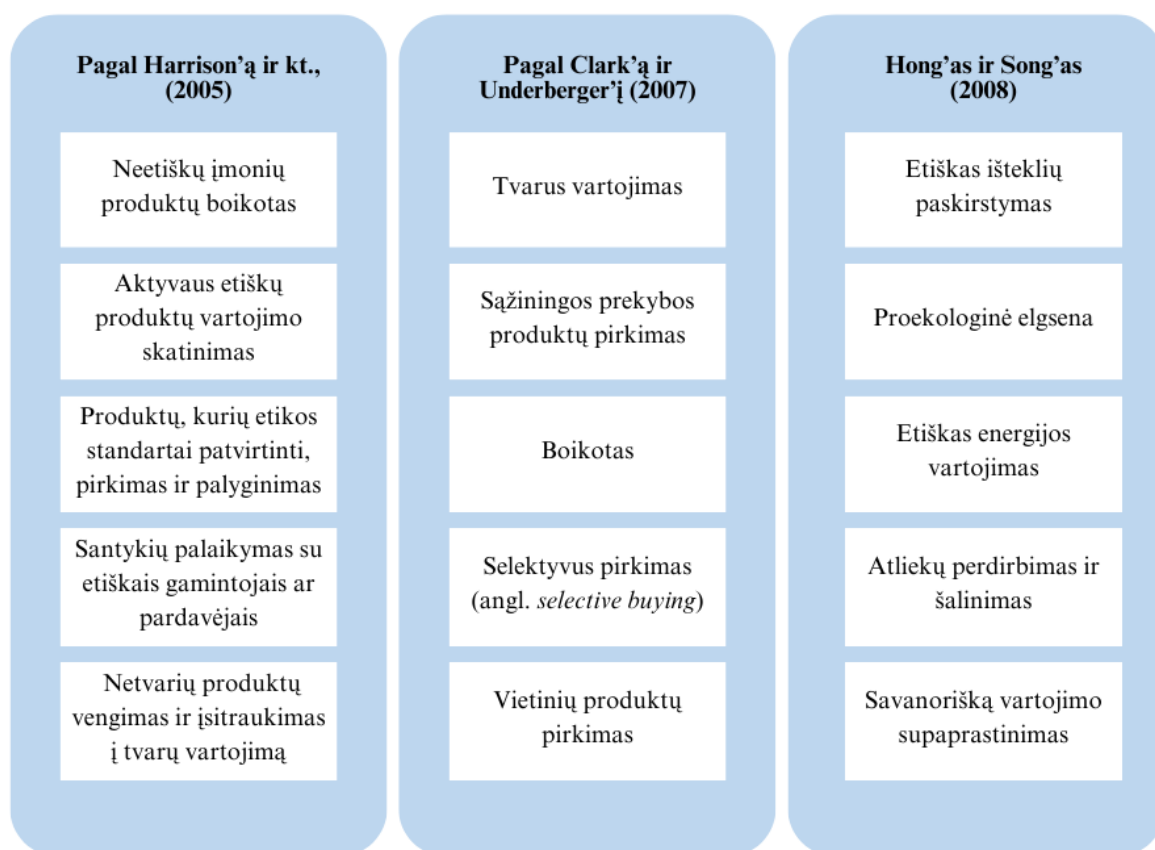 Pagal Harrison’ą ir kt.,
(2005)
Neetiškų įmonių
produktų boikotas
Aktyvaus etiškų
produktų vartojimo
skatinimas
Produktų, kurių etikos
standartai patvirtinti,
pirkimas ir palyginimas
Santykių palaikymas su
etiškais gamintojais ar
pardavėjais
Netvarių produktų
vengimas ir įsitraukimas
į tvarų vartojimą
Pagal Clark’ą ir
Underberger’į (2007)
Tvarus vartojimas
Sąžiningos prekybos
produktų pirkimas
Boikotas
Selektyvus pirkimas
(angl. selective buying)
Vietinių produktų
pirkimas
Hong’as ir Song’as
(2008)
Etiškas išteklių
paskirstymas
Proekologinė elgsena
Etiškas energijos
vartojimas
Atliekų perdirbimas ir
šalinimas
Savanorišką vartojimo
supaprastinimas